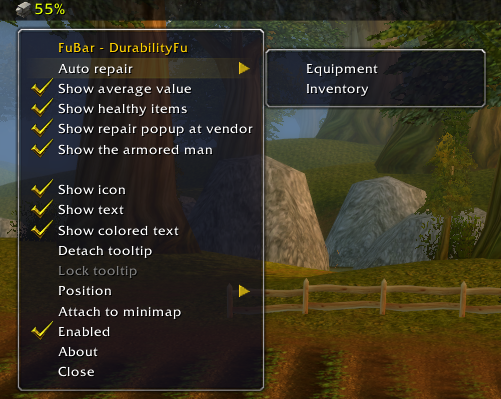 55%
FuBar - DurabilityFu
Auto repair
Equipment
Inventory
Show average value
Show healthy items
Show repair popup at vendor
Show the armored man
Show icon
Show text
Show colored text
Detach tooltip
Lock tooltip
Position
Attach to minimap
Enabled
About
Close